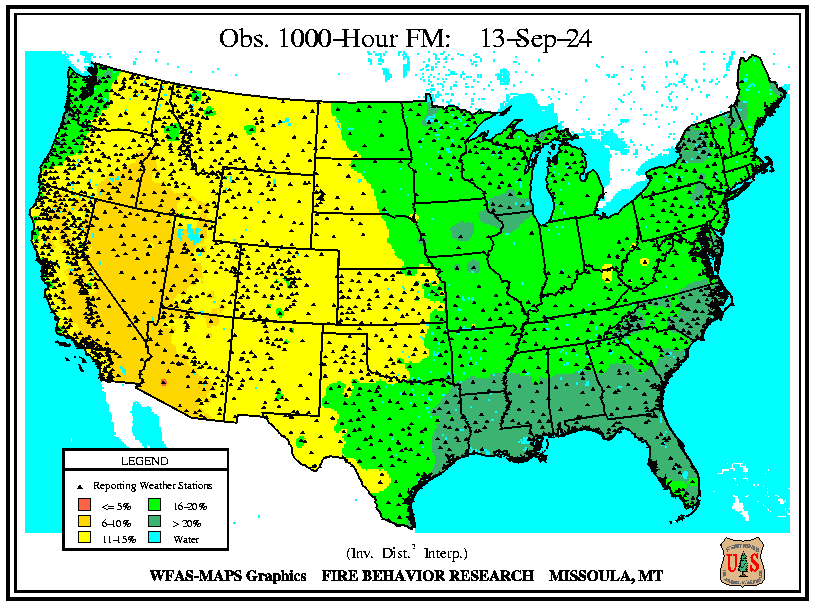 Obs. 1000-Hour FM: 13-Sep-24
LEGEND
Reporting Weather Stations
<= 5% 16-20%
6-10% > 20%
11-15% Water
(Inv. Dist.² Interp.)
WFAS-MAPS Graphics FIRE BEHAVIOR RESEARCH MISSOULA, MT
U S